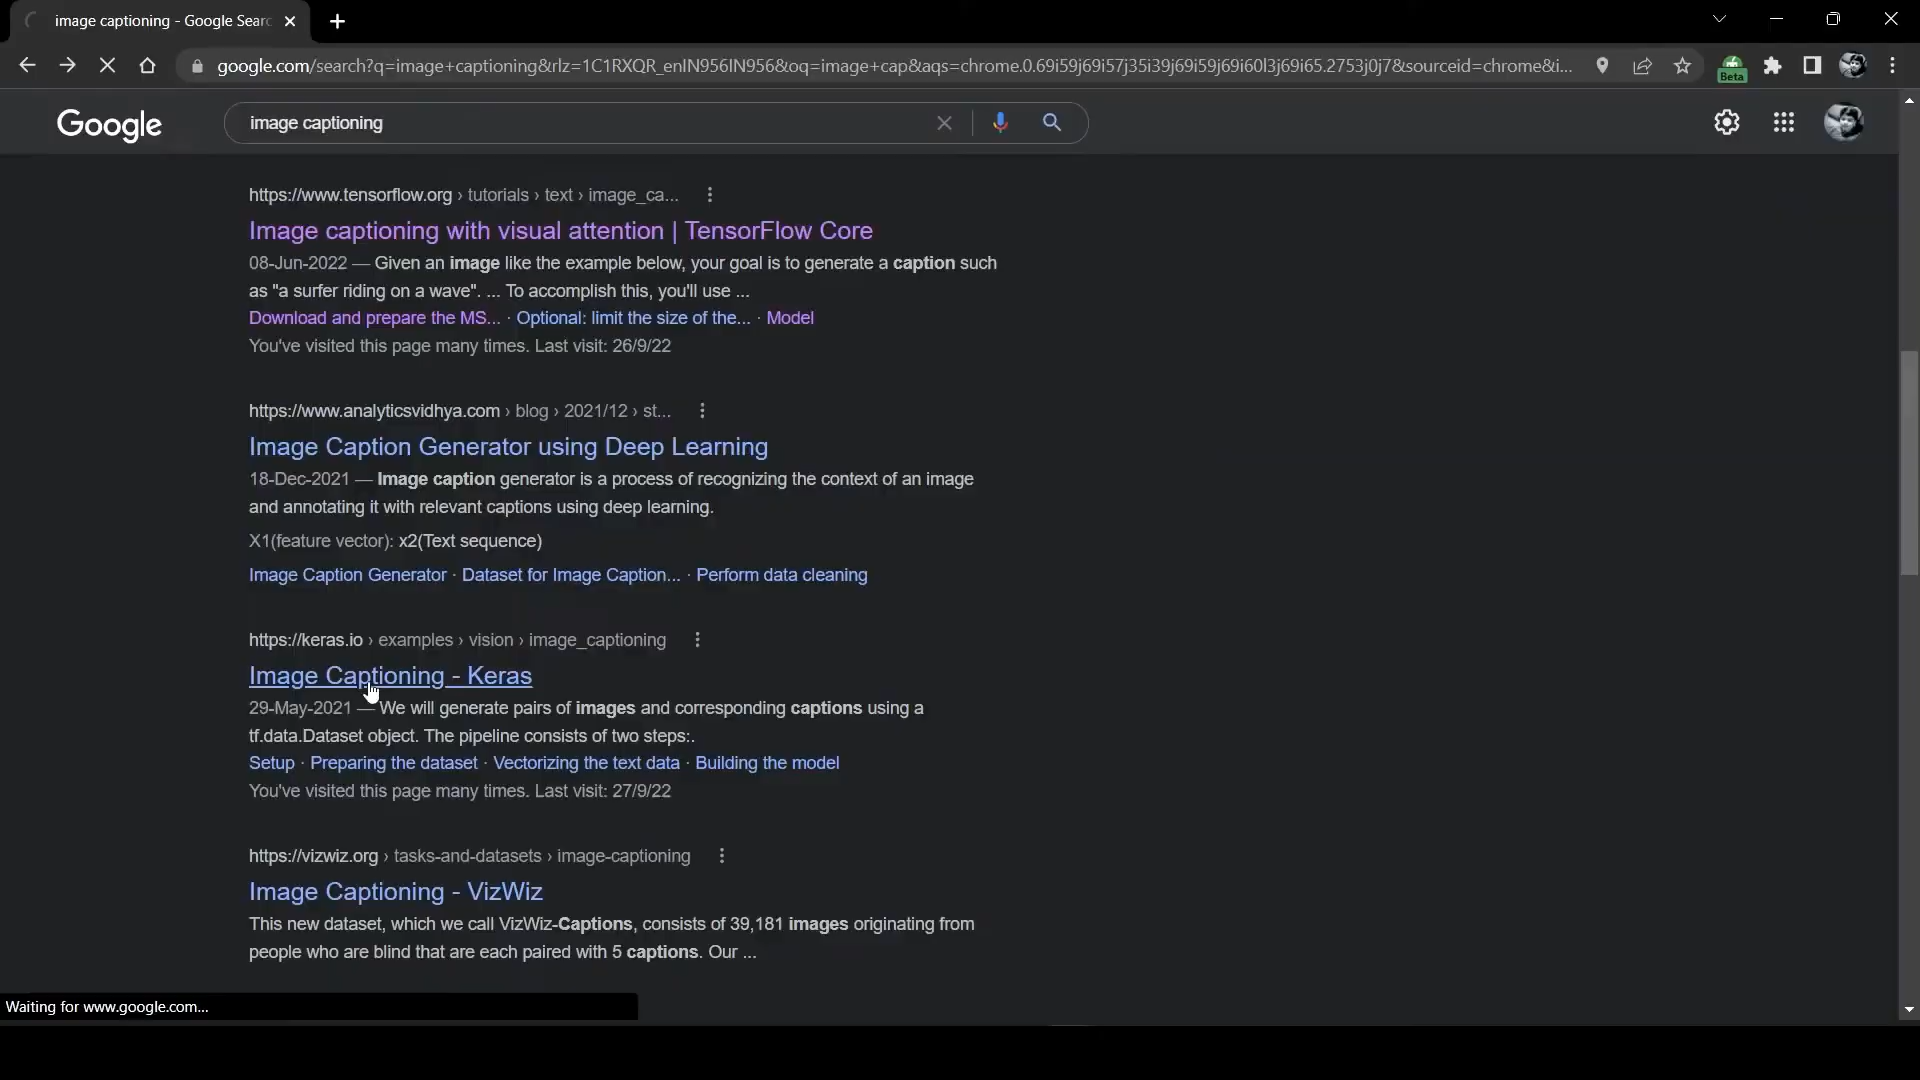 image captioning - Google Searc
google.com/search?q=image+captioning&rlz=1C1RXQR_enIN956IN956&oq=image+cap&aqs=chrome.0.69i59j69i57j35i39j69i59j69i60l3j69i65.2753j0j7&sourceid=chrome&i...
Beta
Google
image captioning
https://www.tensorflow.org › tutorials › text › image_ca...
Image captioning with visual attention | TensorFlow Core
08-Jun-2022 — Given an image like the example below, your goal is to generate a caption such
as "a surfer riding on a wave". ... To accomplish this, you'll use ...
Download and prepare the MS... · Optional: limit the size of the... · Model
You've visited this page many times. Last visit: 26/9/22
https://www.analyticsvidhya.com › blog › 2021/12 › st...
Image Caption Generator using Deep Learning
18-Dec-2021 — Image caption generator is a process of recognizing the context of an image
and annotating it with relevant captions using deep learning.
X1(feature vector): x2(Text sequence)
Image Caption Generator · Dataset for Image Caption... · Perform data cleaning
https://keras.io › examples › vision › image_captioning
Image Captioning - Keras
29-May-2021 — We will generate pairs of images and corresponding captions using a
tf.data.Dataset object. The pipeline consists of two steps:.
Setup · Preparing the dataset · Vectorizing the text data · Building the model
You've visited this page many times. Last visit: 27/9/22
https://vizwiz.org › tasks-and-datasets › image-captioning
Image Captioning - VizWiz
This new dataset, which we call VizWiz-Captions, consists of 39,181 images originating from
people who are blind that are each paired with 5 captions. Our ...
Waiting for www.google.com...